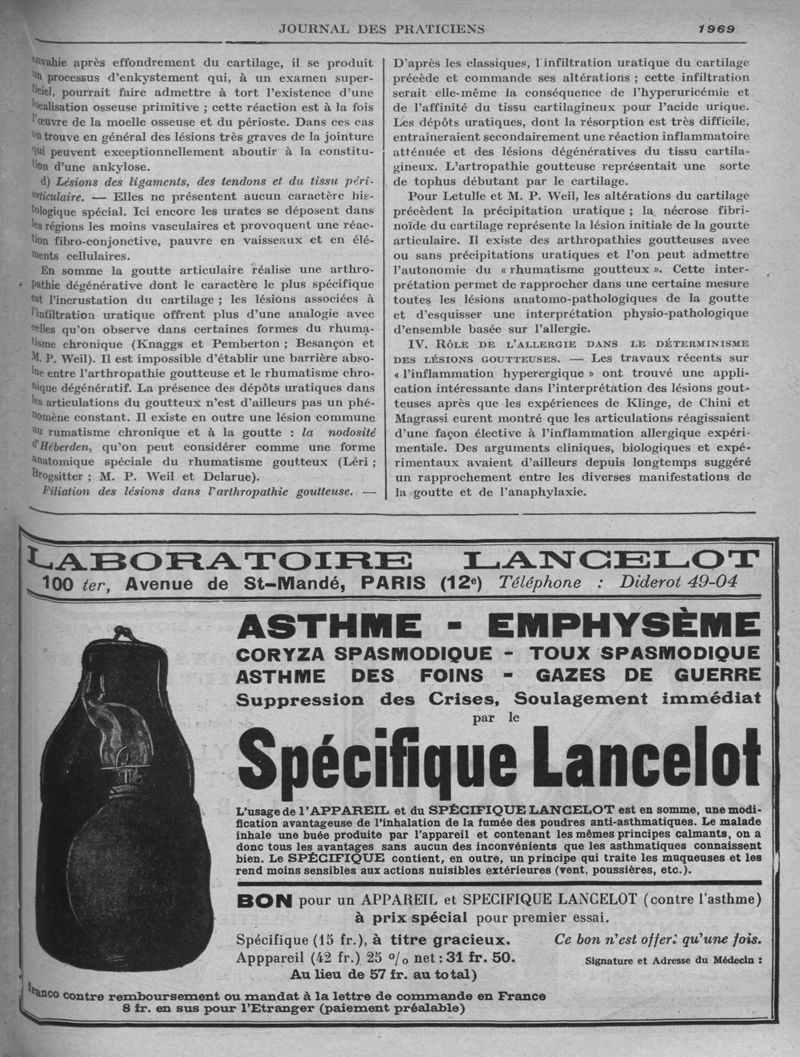 JOURNAL DES PRATICIENS
1969
envahie après effondrement du cartilage, il se produit
un processus d'enkystement qui, à un examen super-
ficiel, pourrait faire admettre à tort l'existence d'une
localisation osseuse primitive ; cette réaction est à la fois
l'œuvre de la moelle osseuse et du périoste. Dans ces cas
on trouve en général des lésions très graves de la jointure
qui peuvent exceptionnellement aboutir à la constitu-
tion d'une ankylose.
d) Lésions des ligaments, des tendons et du tissu péri-
articulaire. — Elles ne présentent aucun caractère his-
tologique spécial. Ici encore les urates se déposent dans
les régions les moins vasculaires et provoquent une réac-
tion fibro-conjonctive, pauvre en vaisseaux et en élé-
ments cellulaires.
En somme la goutte articulaire réalise une arthro-
pathie dégénérative dont le caractère le plus spécifique
est l'incrustation du cartilage ; les lésions associées à
l'infiltration uratique offrent plus d'une analogie avec
celles qu'on observe dans certaines formes du rhuma-
tisme chronique (Knaggs et Pemberton ; Besançon et
M. P. Weil). Il est impossible d'établir une barrière abso-
lue entre l'arthropathie goutteuse et le rhumatisme chro-
nique dégénératif. La présence des dépôts uratiques dans
les articulations du goutteux n'est d'ailleurs pas un phé-
nomène constant. Il existe en outre une lésion commune
au rumatisme chronique et à la goutte : la nodosité
d'Héberden, qu'on peut considérer comme une forme
anatomique spéciale du rhumatisme goutteux (Léri ;
Brogsitter ; M. P. Weil et Delarue).
Filiation des lésions dans l'arthropathie goutteuse. —
D'après les classiques, l'infiltration uratique du cartilage
précède et commande ses altérations ; cette infiltration
serait elle-même la conséquence de l'hyperuricémie et
de l'affinité du tissu cartilagineux pour l'acide urique.
Les dépôts uratiques, dont la résorption est très difficile,
entraîneraient secondairement une réaction inflammatoire
atténuée et des lésions dégénératives du tissu cartila-
gineux. L'artropathie goutteuse représentait une sorte
de tophus débutant par le cartilage.
Pour Letulle et M. P. Weil, les altérations du cartilage
précèdent la précipitation uratique ; la nécrose fibri-
noïde du cartilage représente la lésion initiale de la goutte
articulaire. Il existe des arthropathies goutteuses avec
ou sans précipitations uratiques et l'on peut admettre
l'autonomie du « rhumatisme goutteux ». Cette inter-
prétation permet de rapprocher dans une certaine mesure
toutes les lésions anatomo-pathologiques de la goutte
et d'esquisser une interprétation physio-pathologique
d'ensemble basée sur l'allergie.
IV. RÔLE DE L'ALLERGIE DANS LE DÉTERMINISME
DES LÉSIONS GOUTTEUSES. — Les travaux récents sur
« l'inflammation hyperergique » ont trouvé une appli-
cation intéressante dans l'interprétation des lésions gout-
teuses après que les expériences de Klinge, de Chini et
Magrassi eurent montré que les articulations réagissaient
d'une façon élective à l'inflammation allergique expéri-
mentale. Des arguments cliniques, biologiques et expé-
rimentaux avaient d'ailleurs depuis longtemps suggéré
un rapprochement entre les diverses manifestations de
la goutte et de l'anaphylaxie.
LABORATOIRE LANCELOT
100 ter, Avenue de St-Mandé, PARIS (12e) Téléphone : Diderot 49-04
ASTHME - EMPHYSÈME
CORYZA SPASMODIQUE - TOUX SPASMODIQUE
ASTHME DES FOINS - GAZES DE GUERRE
Suppression des Crises, Soulagement immédiat
par le
Spécifique Lancelot
L'usage de l'APPAREIL et du SPÉCIFIQUE LANCELOT est en somme, une modi-
fication avantageuse de l'inhalation de la fumée des poudres anti-asthmatiques. Le malade
inhale une buée produite par l'appareil et contenant les mêmes principes calmants, on a
donc tous les avantages sans aucun des inconvénients que les asthmatiques connaissent
bien. Le SPÉCIFIQUE contient, en outre, un principe qui traite les muqueuses et les
rend moins sensibles aux actions nuisibles extérieures (vent, poussières, etc.).
BON pour un APPAREIL et SPECIFIQUE LANCELOT (contre l'asthme)
à prix spécial pour premier essai.
Spécifique (15 fr.), à titre gracieux. Ce bon n'est offert qu'une fois.
Apppareil (42 fr.) 25 % net : 31 fr. 50. Signature et Adresse du Médecin :
Au lieu de 57 fr. au total)
franco contre remboursement ou mandat à la lettre de commande en France
8 fr. en sus pour l'Etranger (paiement préalable)